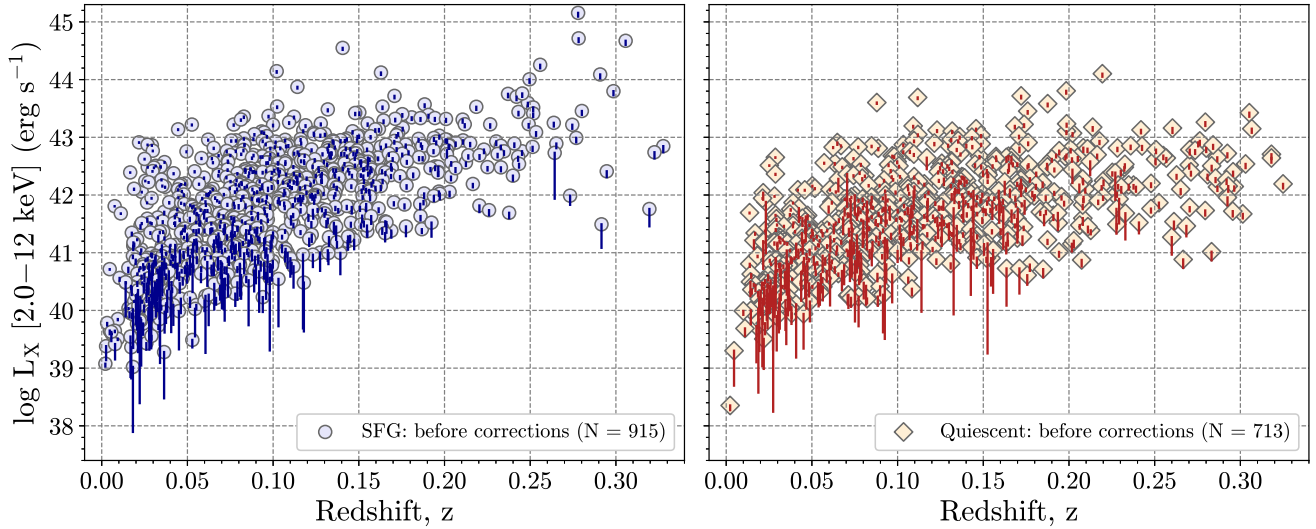 log L_X [2.0−12 keV] (erg s⁻¹)
45
44
43
42
41
40
39
38
SFG: before corrections (N = 915)
0.00 0.05 0.10 0.15 0.20 0.25 0.30
Redshift, z
Quiescent: before corrections (N = 713)
0.00 0.05 0.10 0.15 0.20 0.25 0.30
Redshift, z